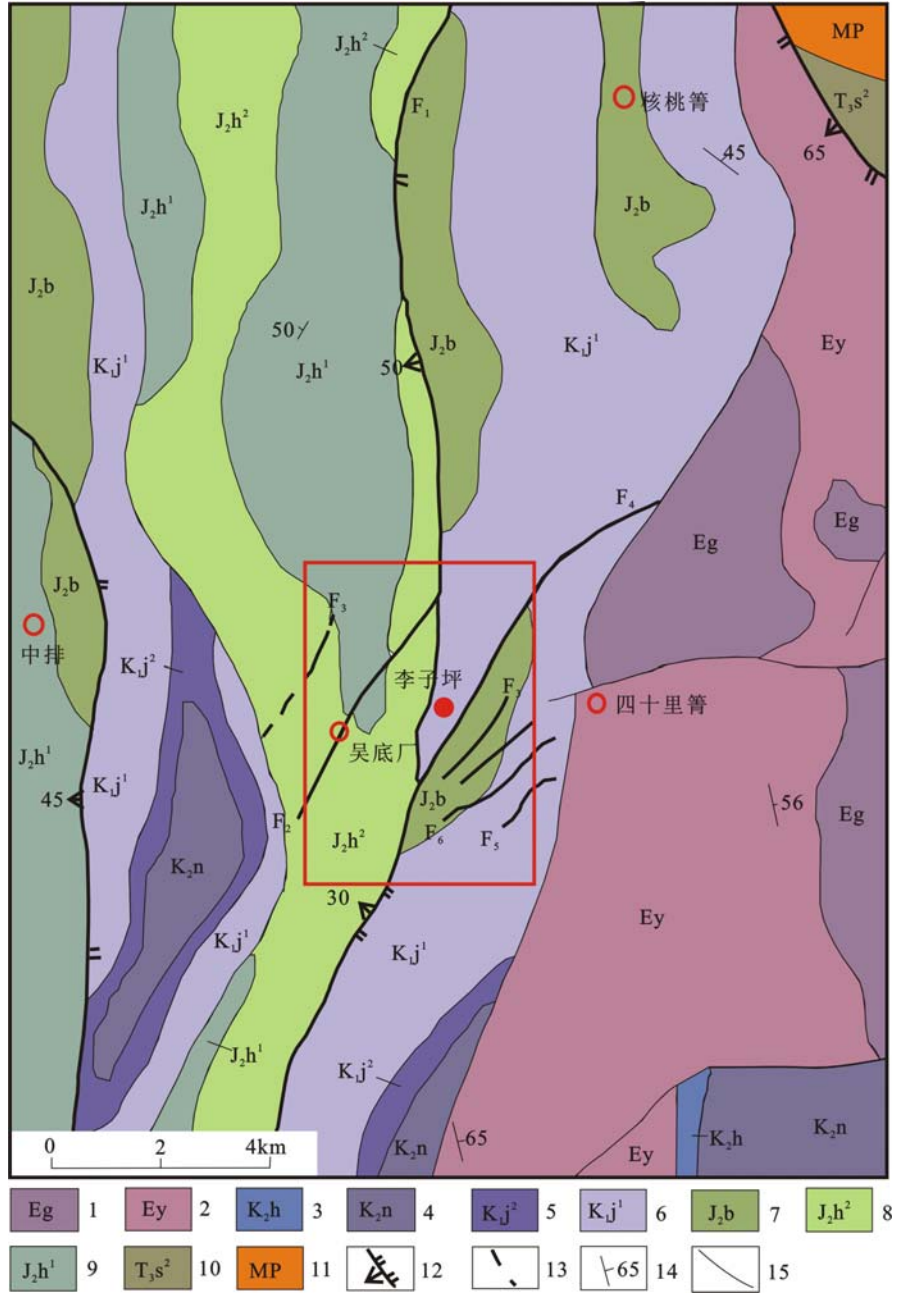 MP
J₂h²
F₁
核桃箐
J₂h²
T₃s²
45
65
J₂h¹
J₂b
J₂b
50
J₂b
K₁j¹
Ey
K₁j¹
J₂h¹
50
F₄
Eg
Eg
J₂b
F₃
中排
K₁j²
李子坪
F₃
四十里箐
吴底厂
J₂h¹
K₁j¹
45
J₂b
56
F₂
J₂h²
F₆
F₅
Eg
K₂n
30
Ey
K₁j¹
K₁j¹
J₂h¹
K₁j²
0 2 4km
K₂n
65
Ey
K₂h
K₂n
Eg 1 Ey 2 K₂h 3 K₂n 4 K₁j² 5 K₁j¹ 6 J₂b 7 J₂h² 8
J₂h¹ 9 T₃s² 10 MP 11 12 13 65 14 15